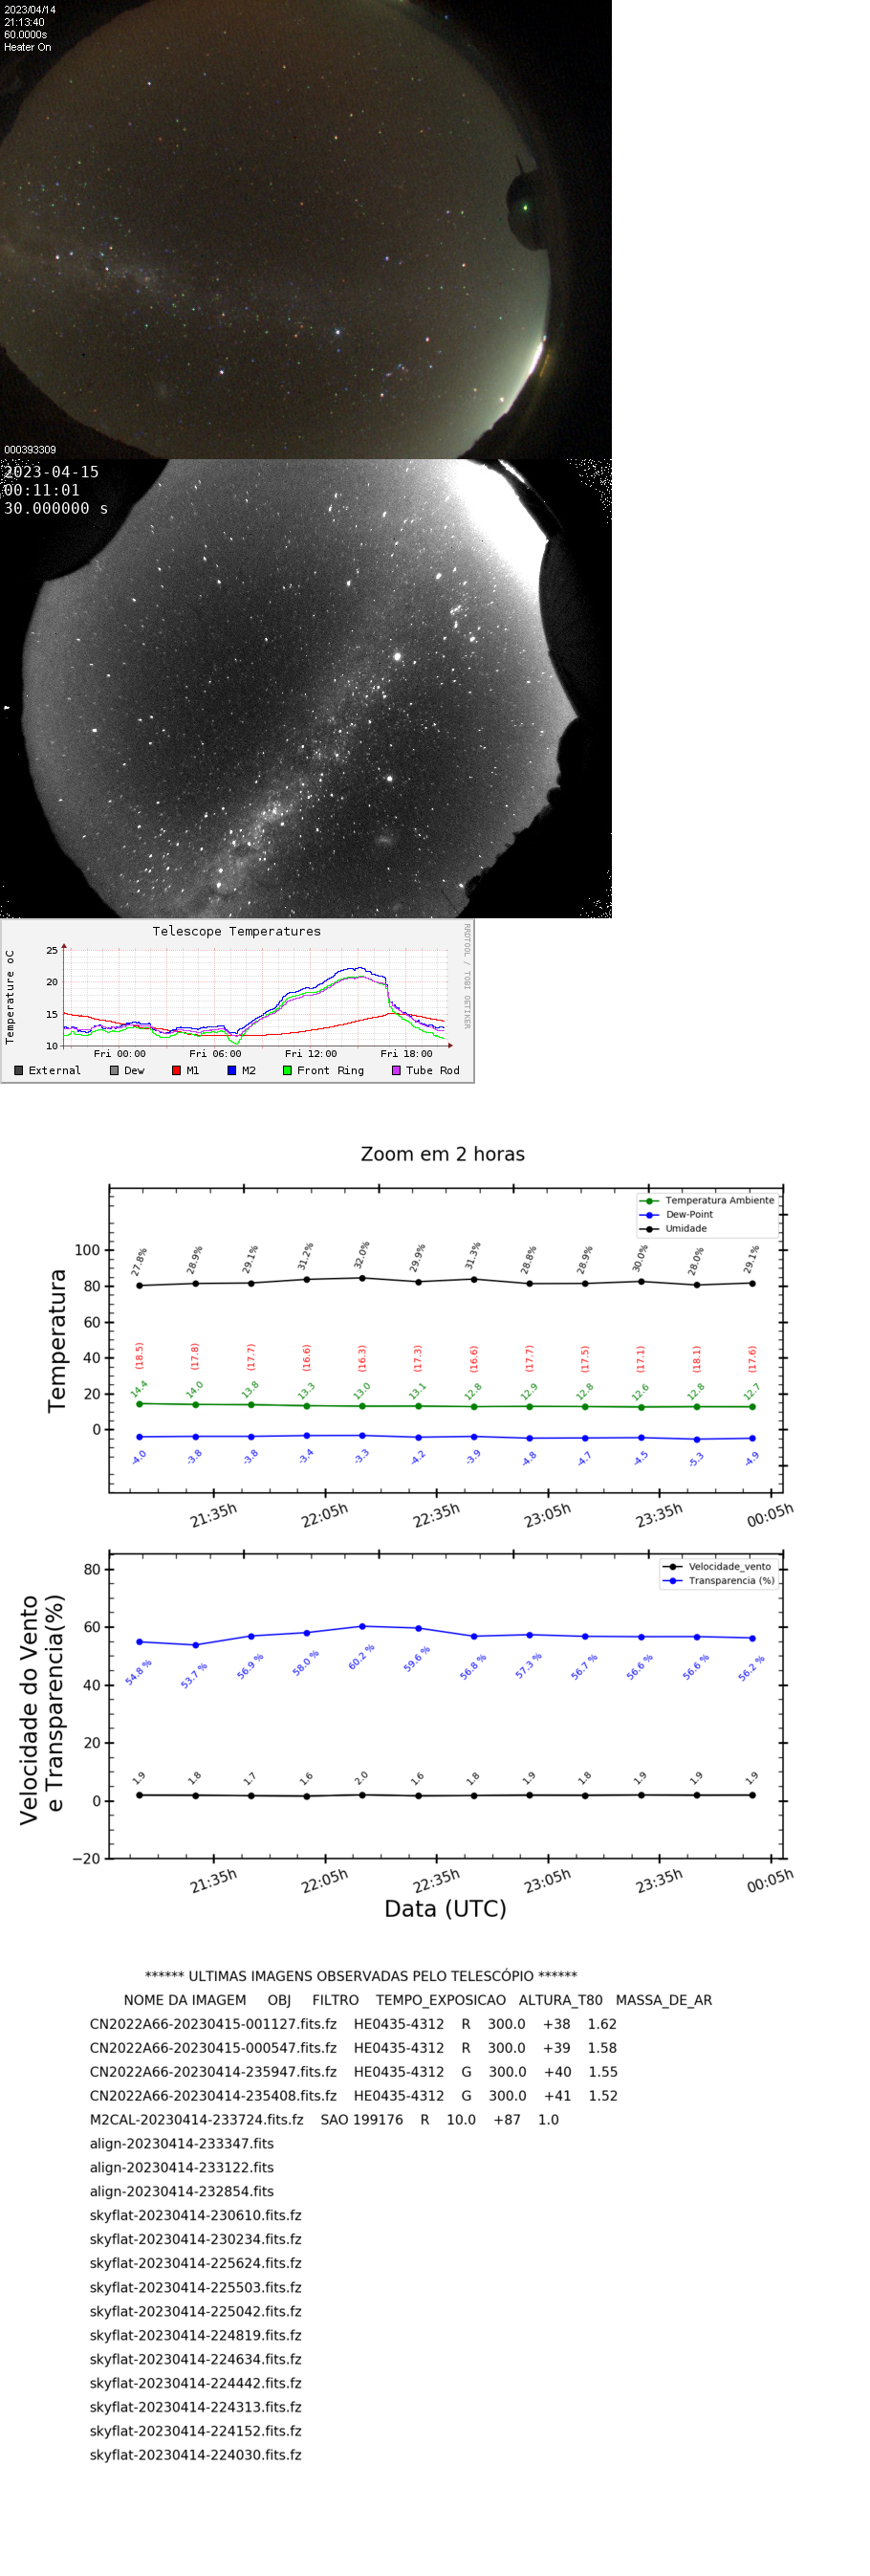 2023/04/14
21:13:40
60.0000s
Heater On
000393309
2023-04-15
00:11:01
30.000000 s
Telescope Temperatures
RRDTOOL / TOBI OETIKER
Temperature oC
25
20
15
10
Fri 00:00 Fri 06:00 Fri 12:00 Fri 18:00
External Dew M1 M2 Front Ring Tube Rod
Zoom em 2 horas
Temperatura Ambiente
Dew-Point
Umidade
Temperatura
100
80
60
40
20
0
27.8% 28.9% 29.1% 31.2% 32.0% 29.9% 31.3% 28.8% 28.9% 30.0% 28.0% 29.1%
(18.5) (17.8) (17.7) (16.6) (16.3) (17.3) (16.6) (17.7) (17.5) (17.1) (18.1) (17.6)
14.4 14.0 13.8 13.3 13.0 13.1 12.8 12.9 12.8 12.6 12.8 12.7
-4.0 -3.8 -3.8 -3.4 -3.3 -4.2 -3.9 -4.8 -4.7 -4.5 -5.3 -4.9
21:35h 22:05h 22:35h 23:05h 23:35h 00:05h
Velocidade_vento
Transparencia (%)
Velocidade do Vento
e Transparencia(%)
80
60
40
20
0
−20
54.8 % 53.7 % 56.9 % 58.0 % 60.2 % 59.6 % 56.8 % 57.3 % 56.7 % 56.6 % 56.6 % 56.2 %
1.9 1.8 1.7 1.6 2.0 1.6 1.8 1.9 1.8 1.9 1.9 1.9
21:35h 22:05h 22:35h 23:05h 23:35h 00:05h
Data (UTC)
****** ULTIMAS IMAGENS OBSERVADAS PELO TELESCÓPIO ******
NOME DA IMAGEM OBJ FILTRO TEMPO_EXPOSICAO ALTURA_T80 MASSA_DE_AR
CN2022A66-20230415-001127.fits.fz HE0435-4312 R 300.0 +38 1.62
CN2022A66-20230415-000547.fits.fz HE0435-4312 R 300.0 +39 1.58
CN2022A66-20230414-235947.fits.fz HE0435-4312 G 300.0 +40 1.55
CN2022A66-20230414-235408.fits.fz HE0435-4312 G 300.0 +41 1.52
M2CAL-20230414-233724.fits.fz SAO 199176 R 10.0 +87 1.0
align-20230414-233347.fits
align-20230414-233122.fits
align-20230414-232854.fits
skyflat-20230414-230610.fits.fz
skyflat-20230414-230234.fits.fz
skyflat-20230414-225624.fits.fz
skyflat-20230414-225503.fits.fz
skyflat-20230414-225042.fits.fz
skyflat-20230414-224819.fits.fz
skyflat-20230414-224634.fits.fz
skyflat-20230414-224442.fits.fz
skyflat-20230414-224313.fits.fz
skyflat-20230414-224152.fits.fz
skyflat-20230414-224030.fits.fz